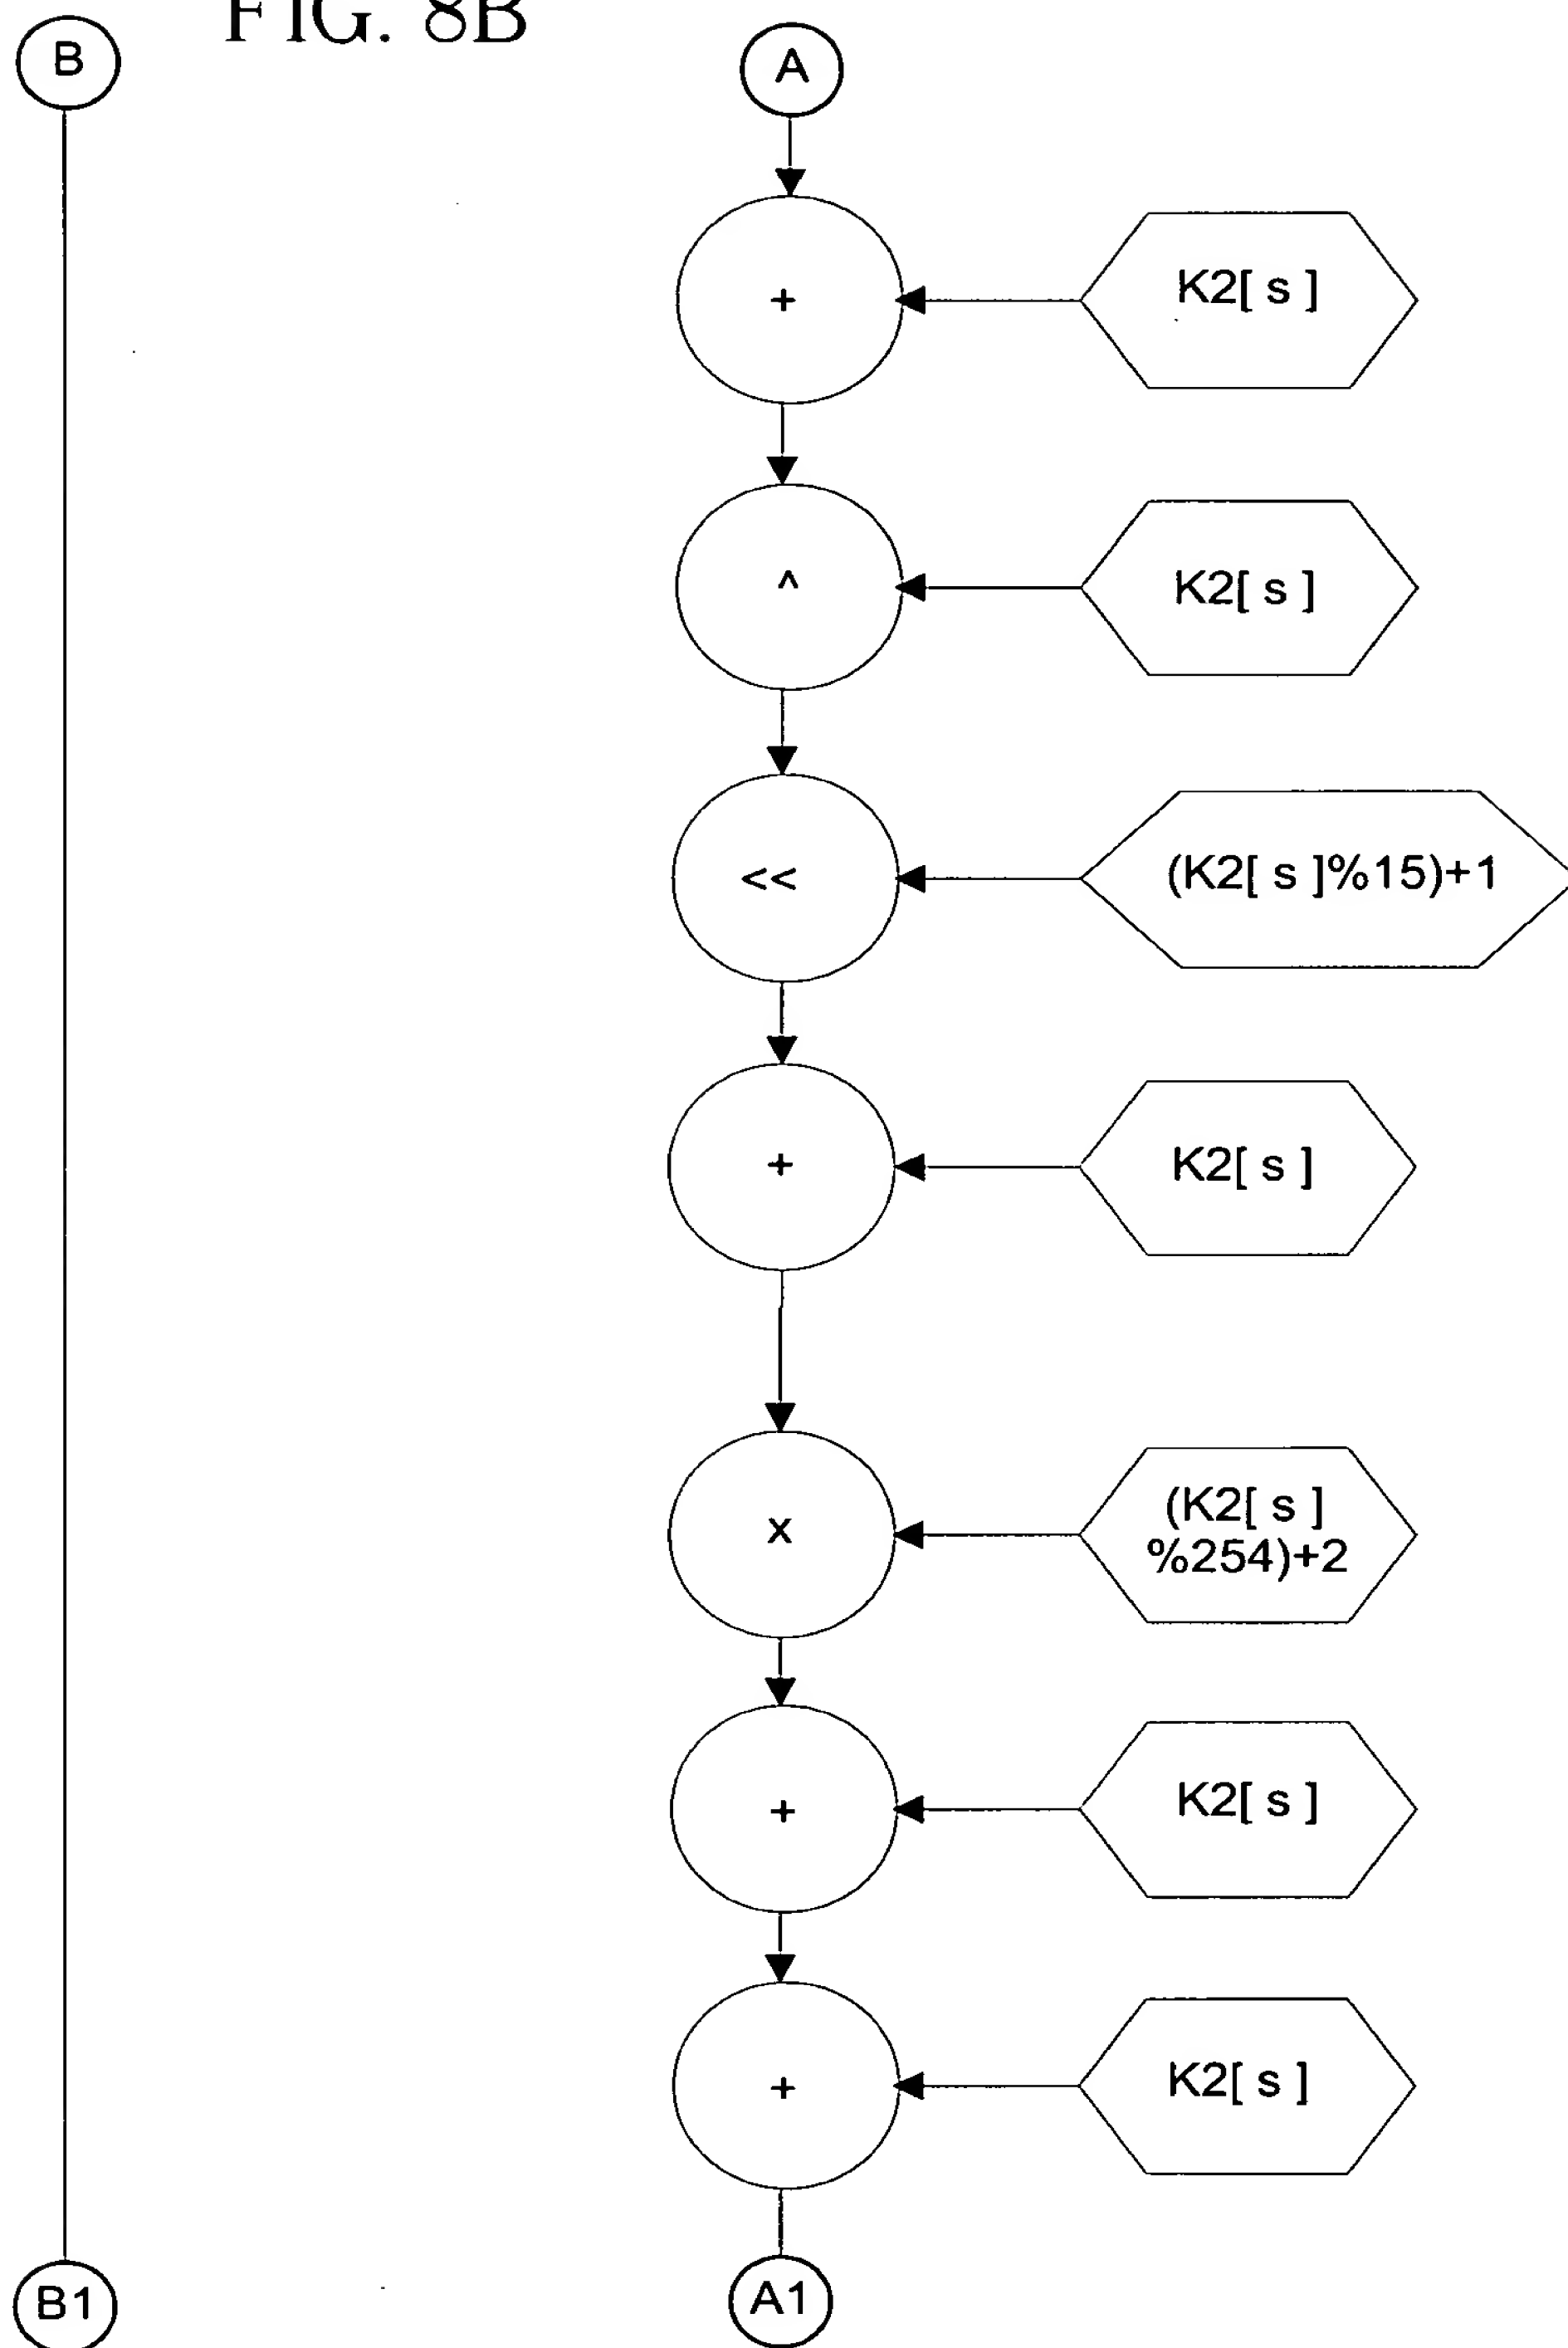 FIG. 8B
B
A
+
K2[ s ]
^
K2[ s ]
<<
(K2[ s ]%15)+1
+
K2[ s ]
x
(K2[ s ]
%254)+2
+
K2[ s ]
+
K2[ s ]
B1
A1